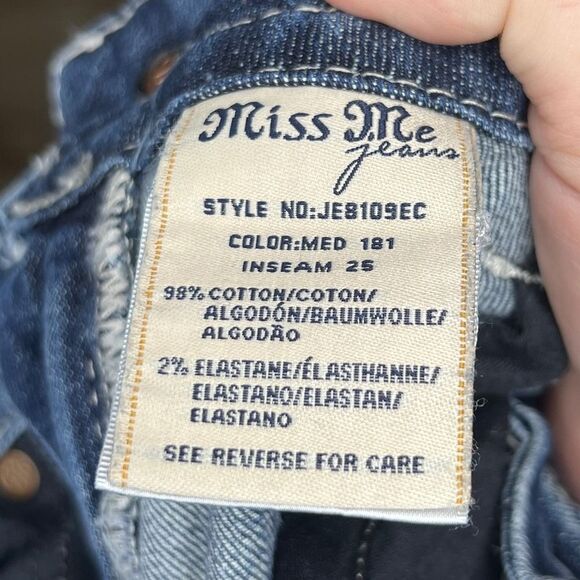 Miss Me
jeans
STYLE NO:JE8109EC
COLOR:MED 181
INSEAM 25
98% COTTON/COTON/
ALGODÓN/BAUMWOLLE/
ALGODÃO
2% ELASTANE/ÉLASTHANNE/
ELASTANO/ELASTAN/
ELASTANO
SEE REVERSE FOR CARE